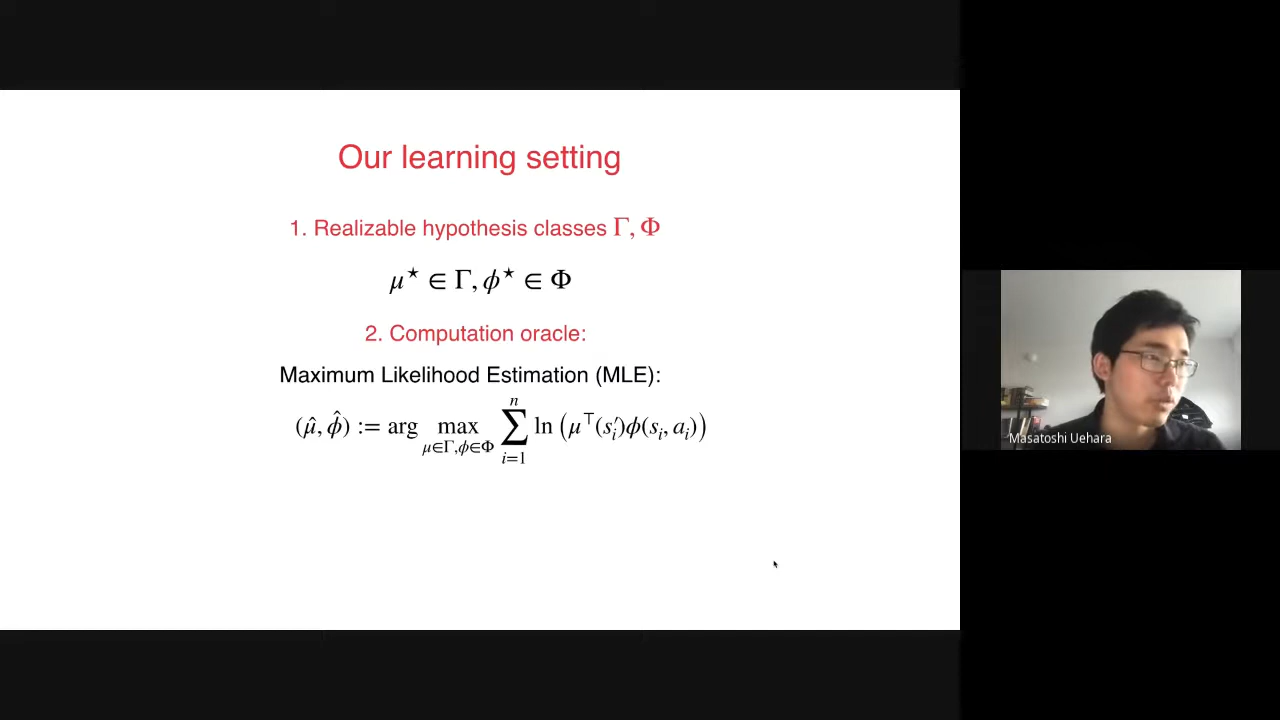 Our learning setting
1. Realizable hypothesis classes Γ, Φ
μ⋆ ∈ Γ, ϕ⋆ ∈ Φ
2. Computation oracle:
Maximum Likelihood Estimation (MLE):
(μ̂, ϕ̂) := arg max_{μ∈Γ,ϕ∈Φ} ∑_{i=1}^{n} ln (μ⊤(s′_i)ϕ(s_i, a_i))
Masatoshi Uehara